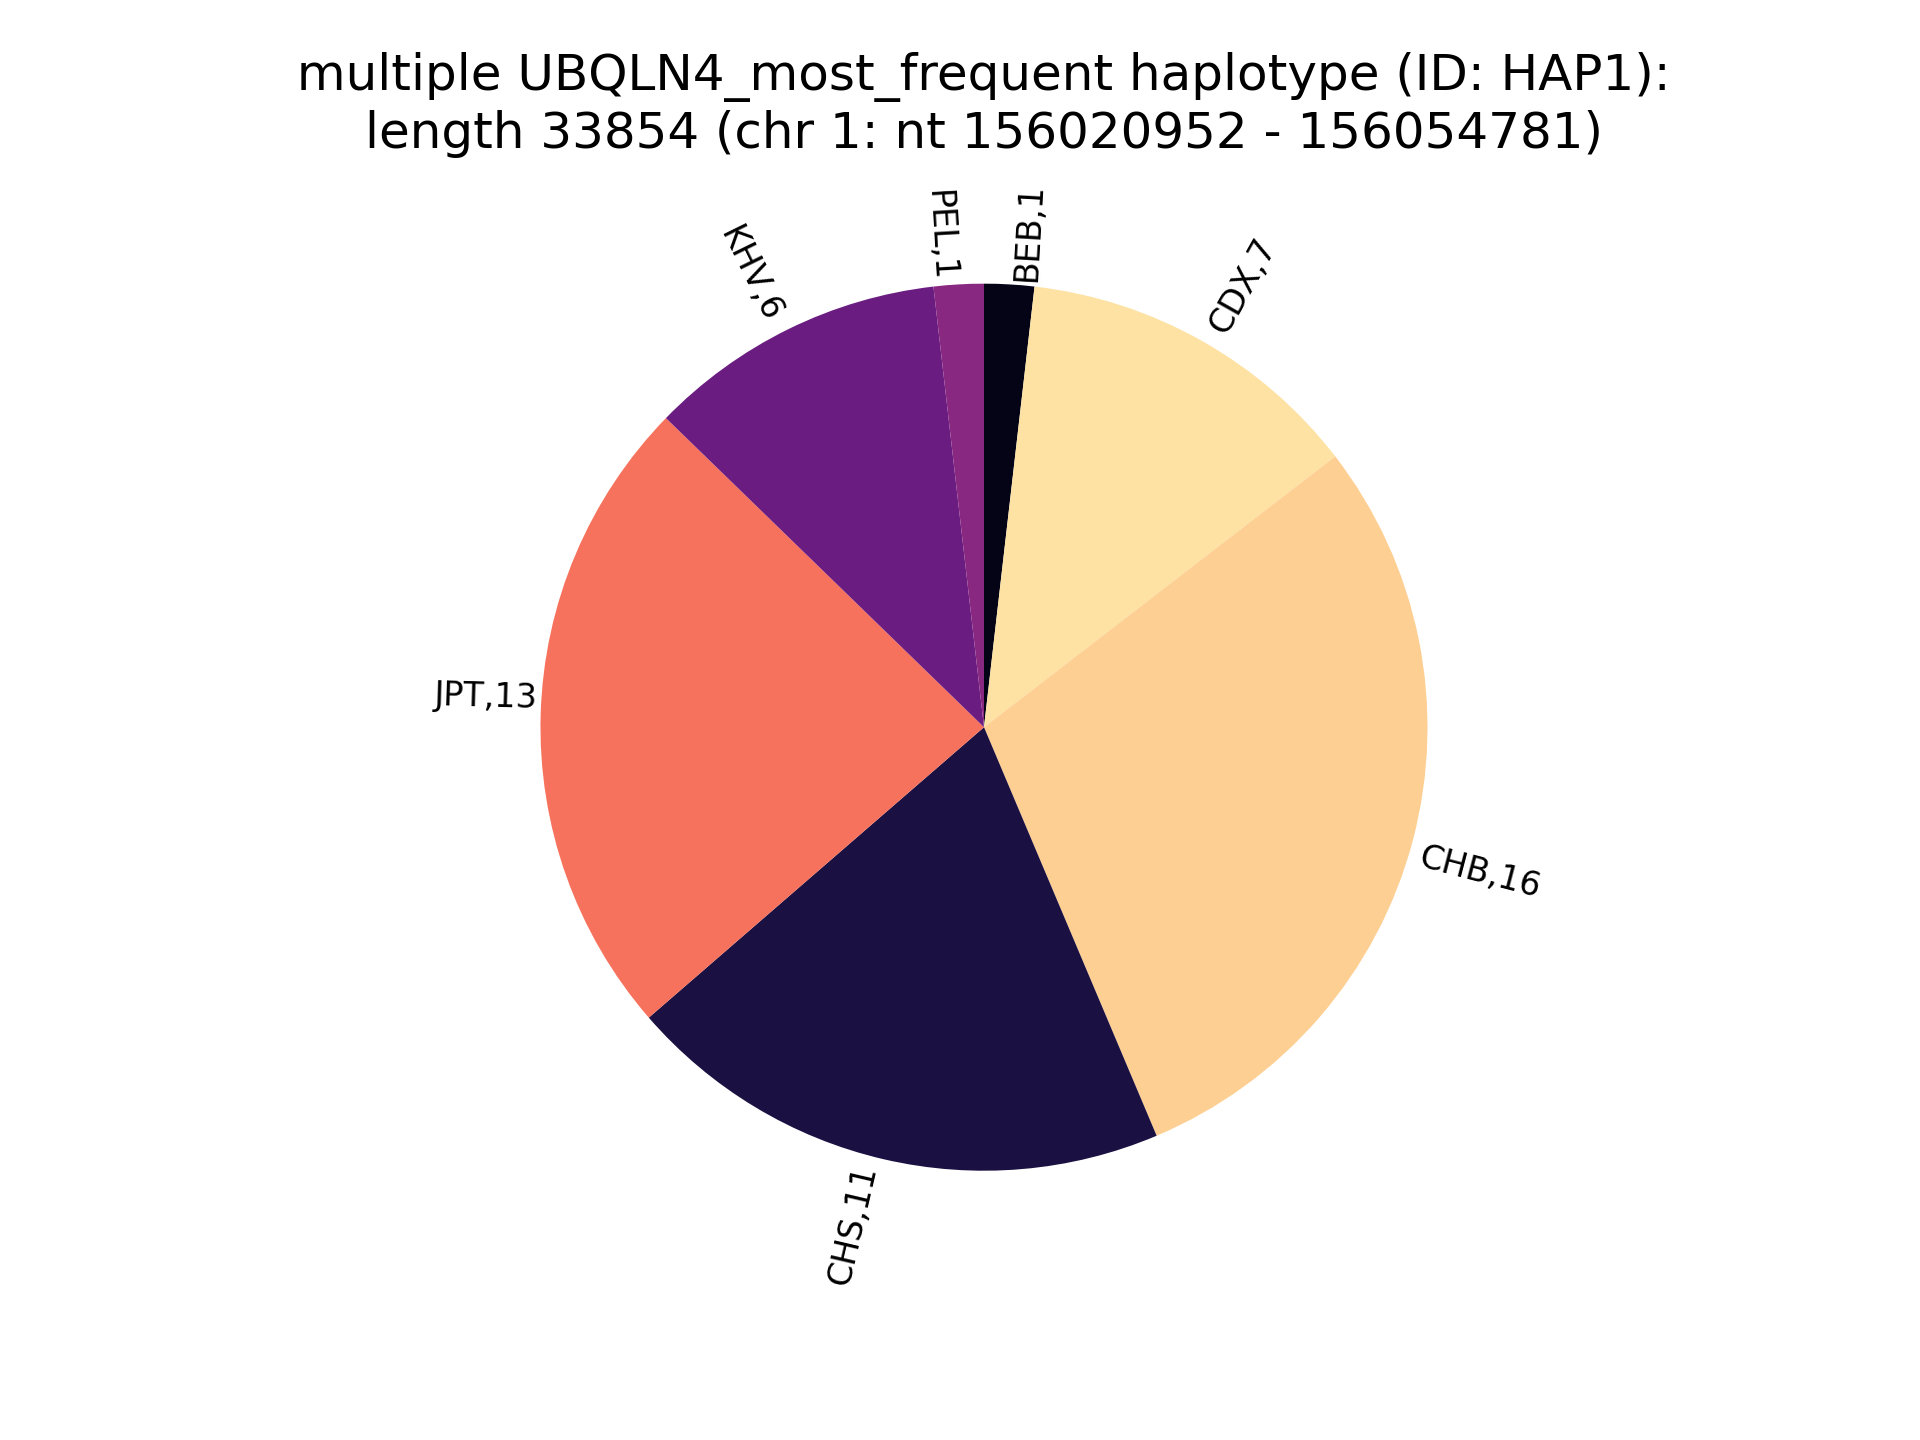 multiple UBQLN4_most_frequent haplotype (ID: HAP1):
length 33854 (chr 1: nt 156020952 - 156054781)
PEL,1
BEB,1
KHV,6
CDX,7
JPT,13
CHB,16
CHS,11